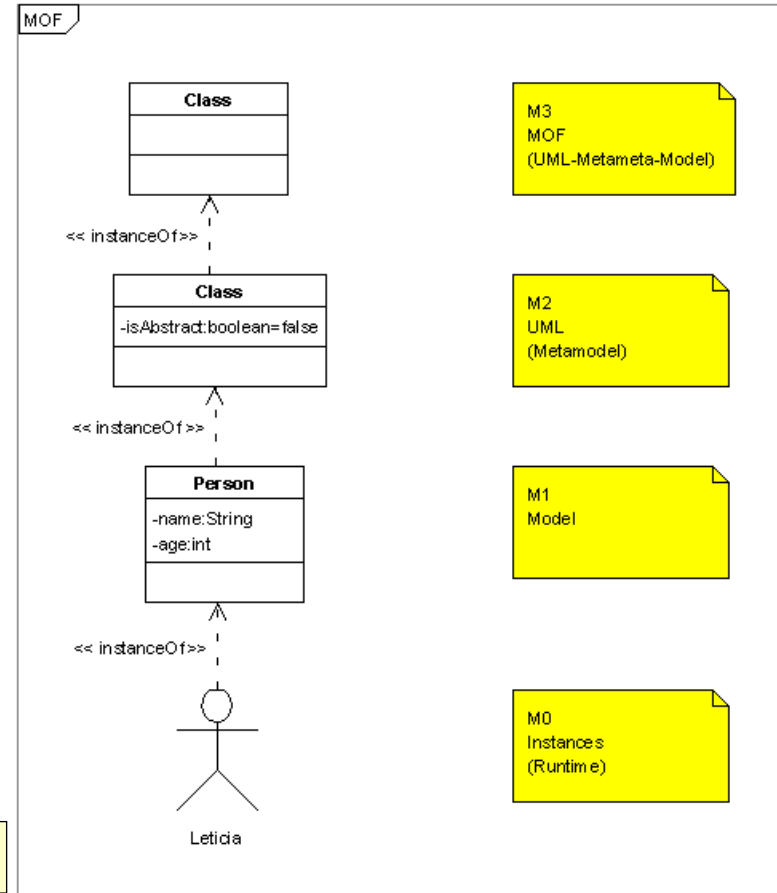 MOF
Class
M3
MOF
(UML-Metameta-Model)
<< instanceOf>>
Class
-isAbstract:boolean=false
M2
UML
(Metamodel)
<< instanceOf>>
Person
-name:String
-age:int
M1
Model
<< instanceOf>>
M0
Instances
(Runtime)
Leticia